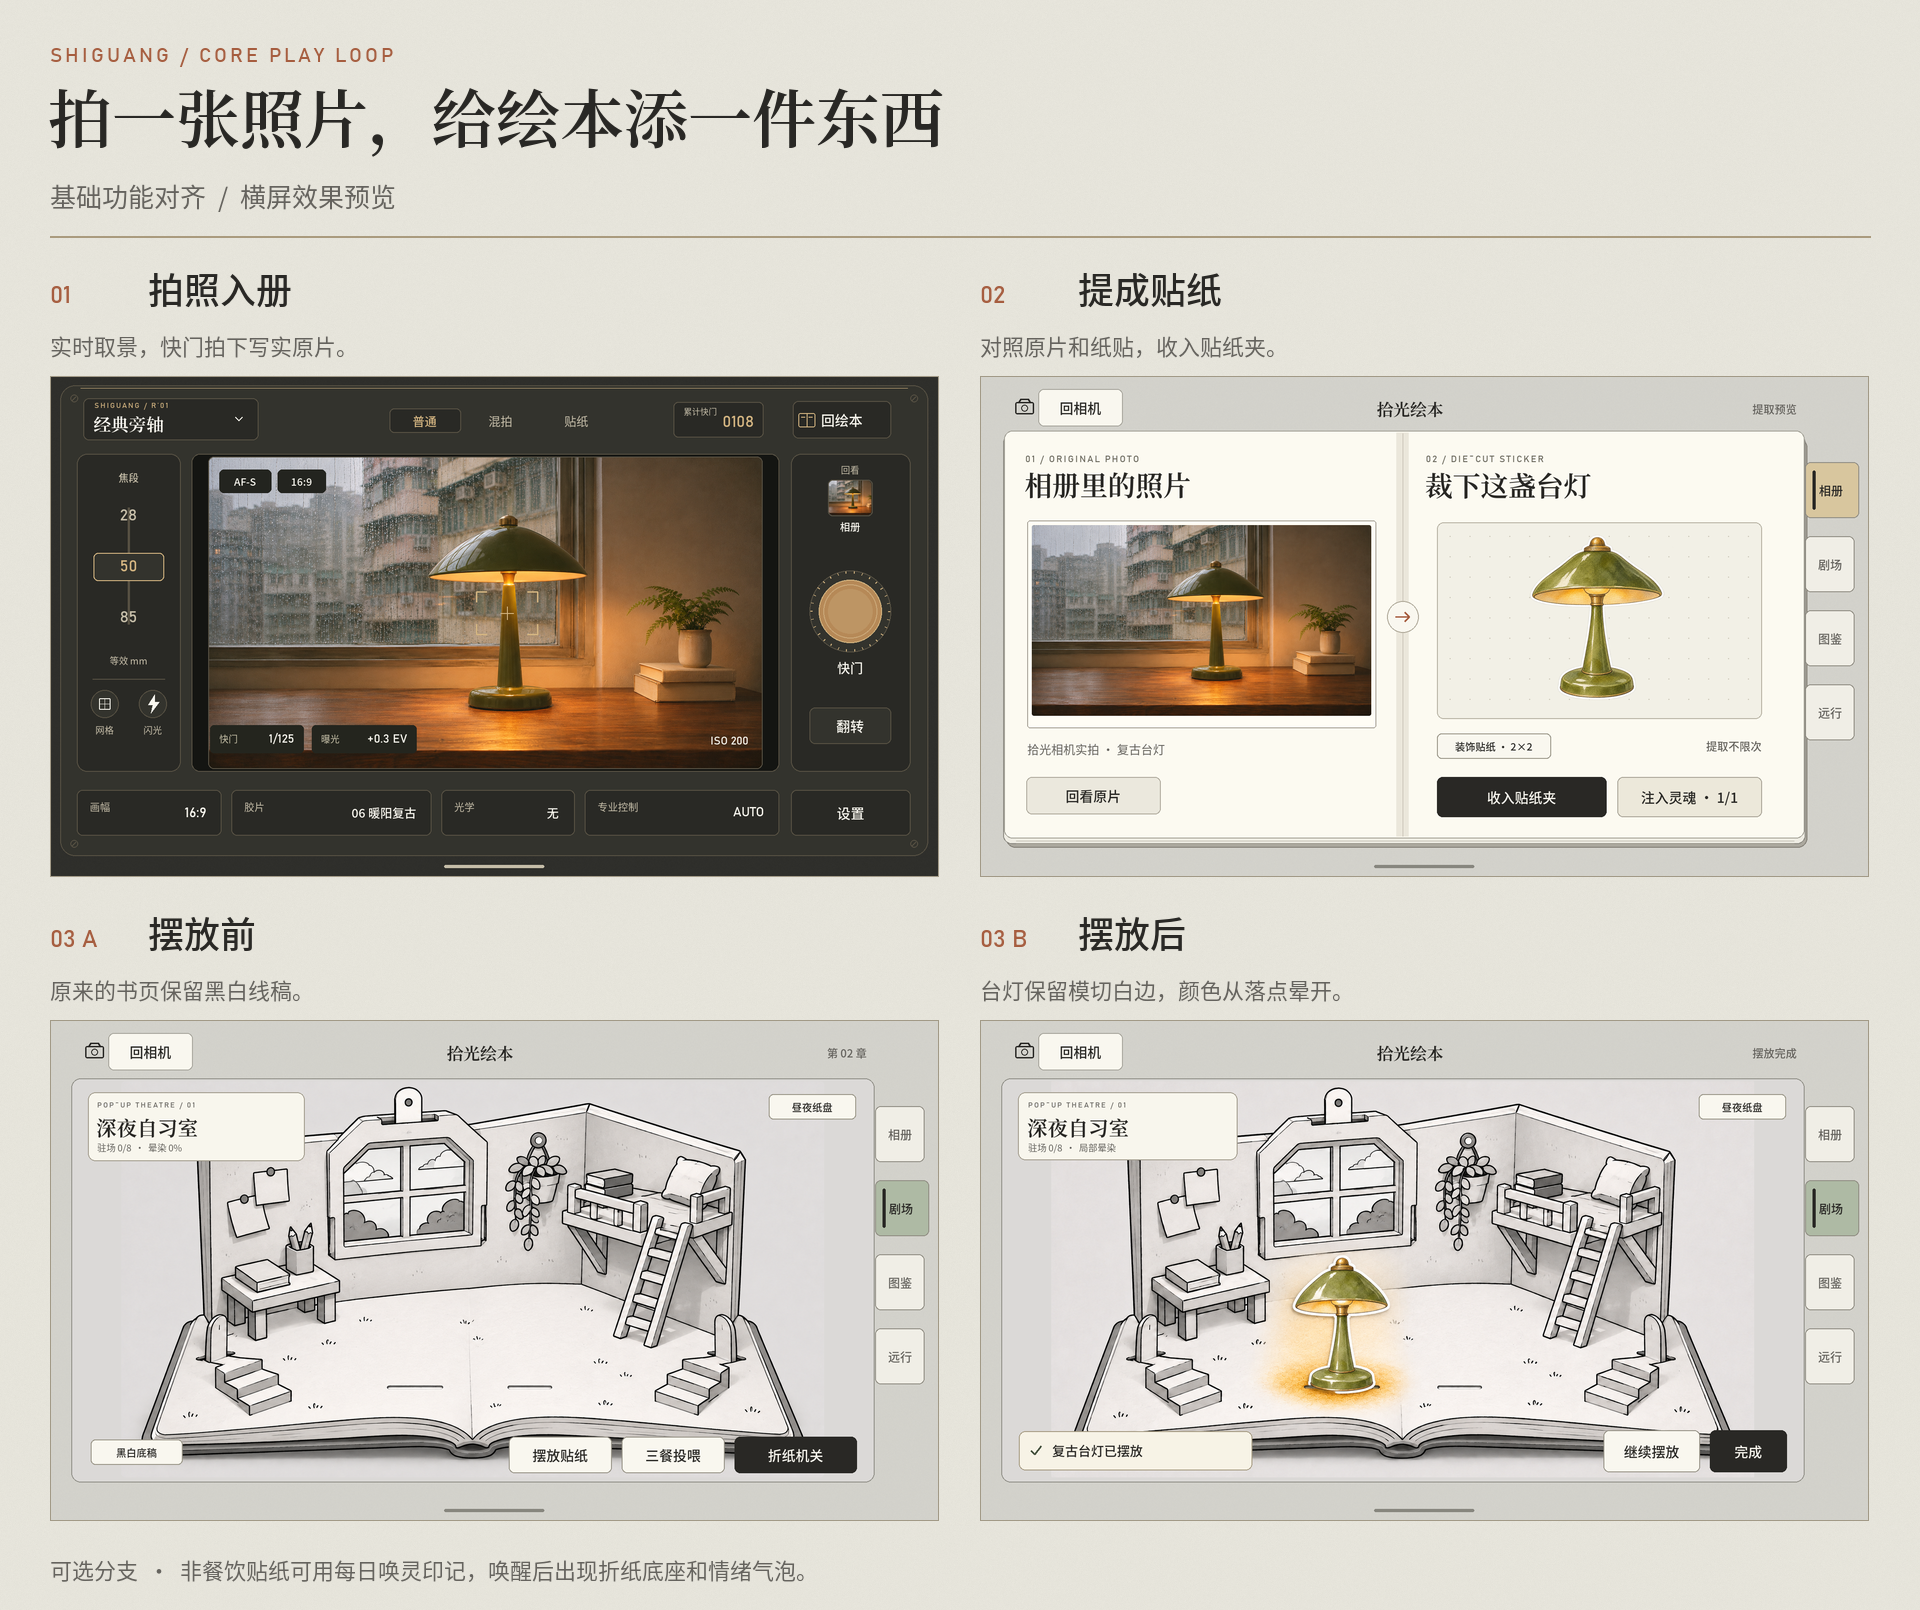 SHIGUANG / CORE PLAY LOOP
拍一张照片，给绘本添一件东西
基础功能对齐 / 横屏效果预览
01 拍照入册
实时取景，快门拍下写实原片。
SHIGUANG / R·01
经典旁轴
普通 混拍 贴纸
累计快门 0108
回绘本
焦段
28
50
85
等效 mm
网格 闪光
AF-S 16:9
快门 1/125 曝光 +0.3 EV
ISO 200
回看
相册
快门
翻转
画幅 16:9
胶片 06 暖阳复古
光学 无
专业控制 AUTO
设置
02 提成贴纸
对照原片和纸贴，收入贴纸夹。
回相机 拾光绘本 提取预览
01 / ORIGINAL PHOTO
相册里的照片
拾光相机实拍 · 复古台灯
回看原片
02 / DIE-CUT STICKER
裁下这盏台灯
装饰贴纸 · 2×2 提取不限次
收入贴纸夹 注入灵魂 · 1/1
相册
剧场
图鉴
远行
03 A 摆放前
原来的书页保留黑白线稿。
回相机 拾光绘本 第 02 章
POP-UP THEATRE / 01
深夜自习室
驻场 0/8 · 晕染 0%
昼夜纸盘
相册
剧场
图鉴
远行
黑白底稿 摆放贴纸 三餐投喂 折纸机关
03 B 摆放后
台灯保留模切白边，颜色从落点晕开。
回相机 拾光绘本 摆放完成
POP-UP THEATRE / 01
深夜自习室
驻场 0/8 · 局部晕染
昼夜纸盘
相册
剧场
图鉴
远行
复古台灯已摆放 继续摆放 完成
可选分支 · 非餐饮贴纸可用每日唤灵印记，唤醒后出现折纸底座和情绪气泡。